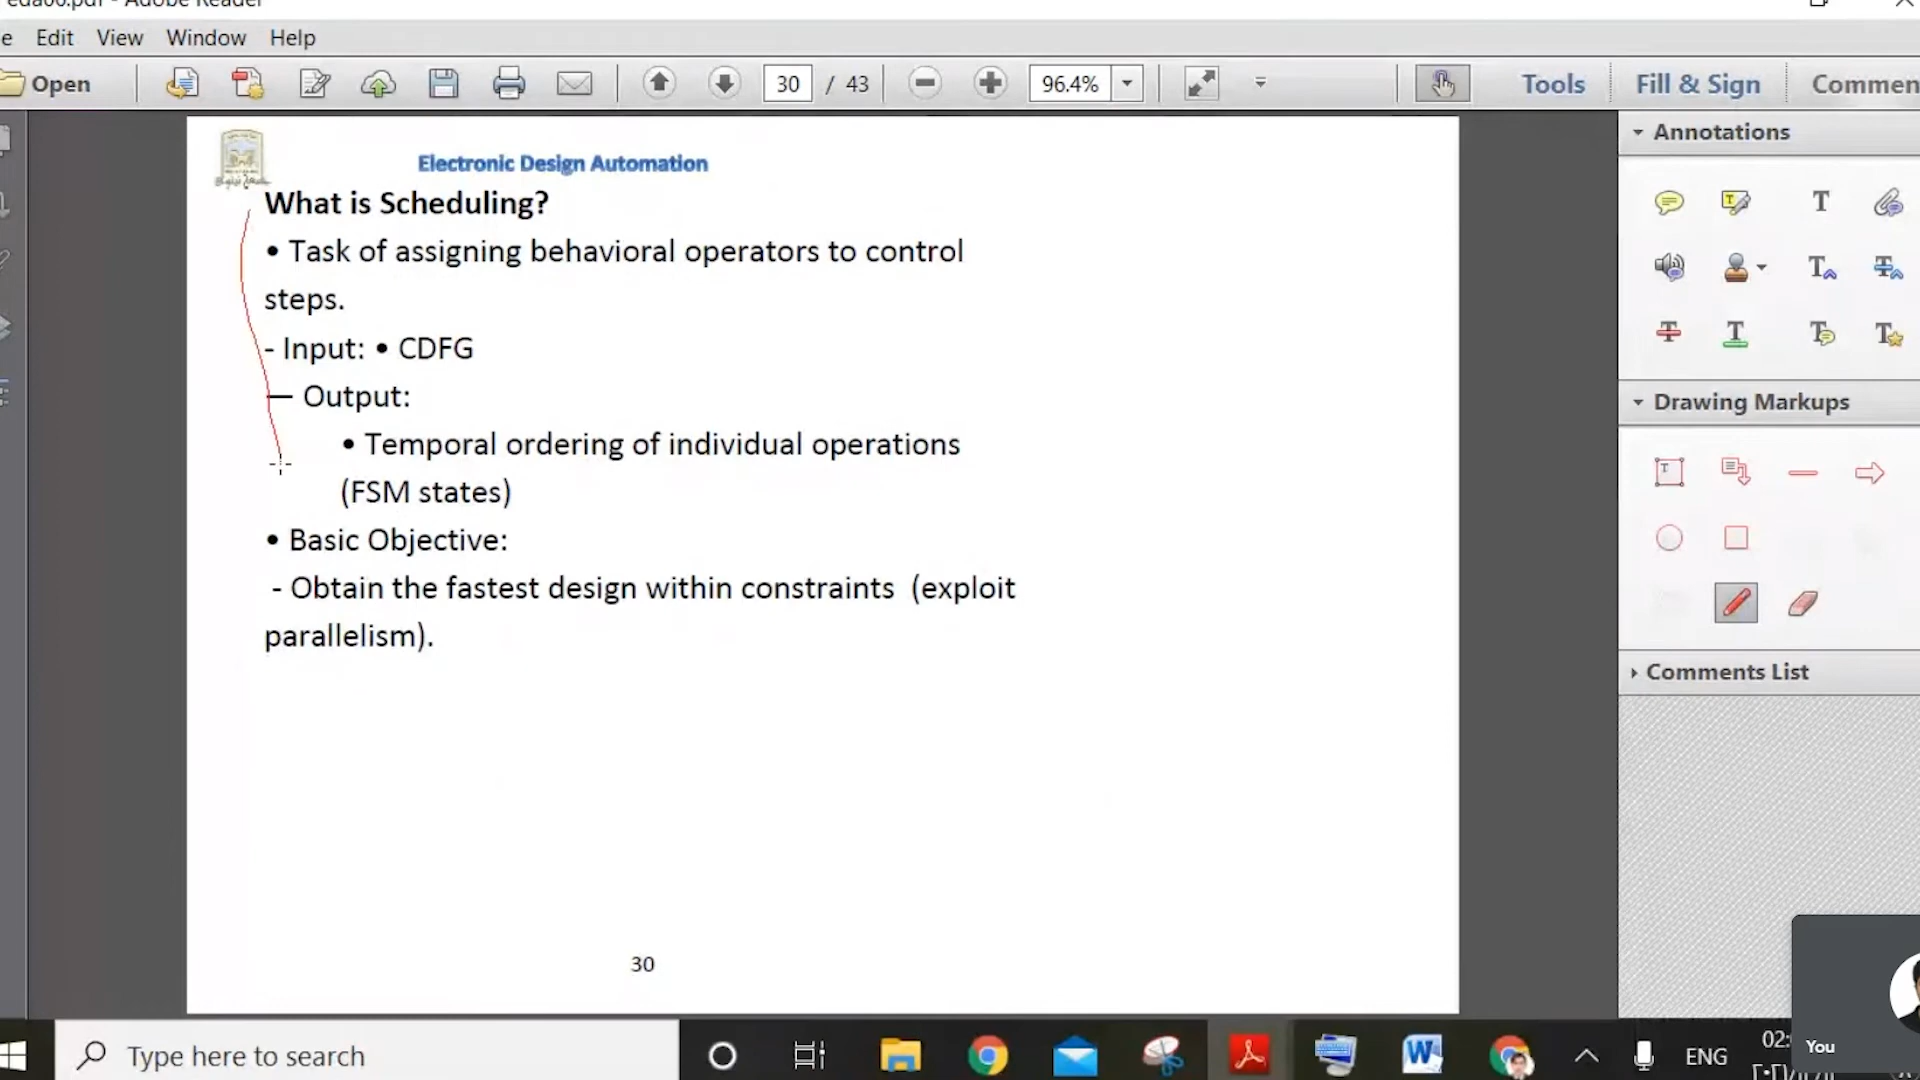 Edit View Window Help
Open 30 / 43 96.4% Tools Fill & Sign
Annotations
Electronic Design Automation
What is Scheduling?
• Task of assigning behavioral operators to control
steps.
- Input: • CDFG
— Output:
• Temporal ordering of individual operations
(FSM states)
• Basic Objective:
- Obtain the fastest design within constraints (exploit
parallelism).
30
Drawing Markups
Comments List
Type here to search
ENG
You